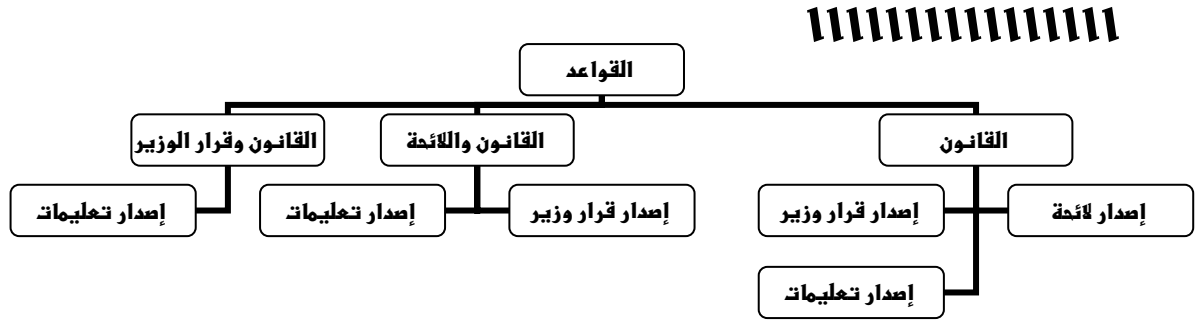 القواعد
القانون
القانون واللائحة
القانون وقرار الوزير
إصدار لائحة
إصدار قرار وزير
إصدار قرار وزير
إصدار تعليمات
إصدار تعليمات
إصدار تعليمات